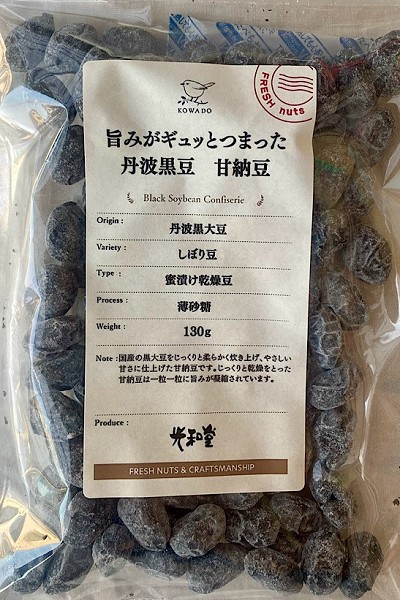 KOWADO
FRESH nuts
旨みがギュッとつまった
丹波黒豆 甘納豆
Black Soybean Confiserie
Origin : 丹波黒大豆
Variety : しぼり豆
Type : 蜜漬け乾燥豆
Process : 薄砂糖
Weight : 130g
Note : 国産の黒大豆をじっくりと柔らかく炊き上げ、やさしい
甘さに仕上げた甘納豆です。じっくりと乾燥をとった
甘納豆は一粒一粒に旨みが凝縮されています。
Produce : 光和堂
FRESH NUTS & CRAFTSMANSHIP